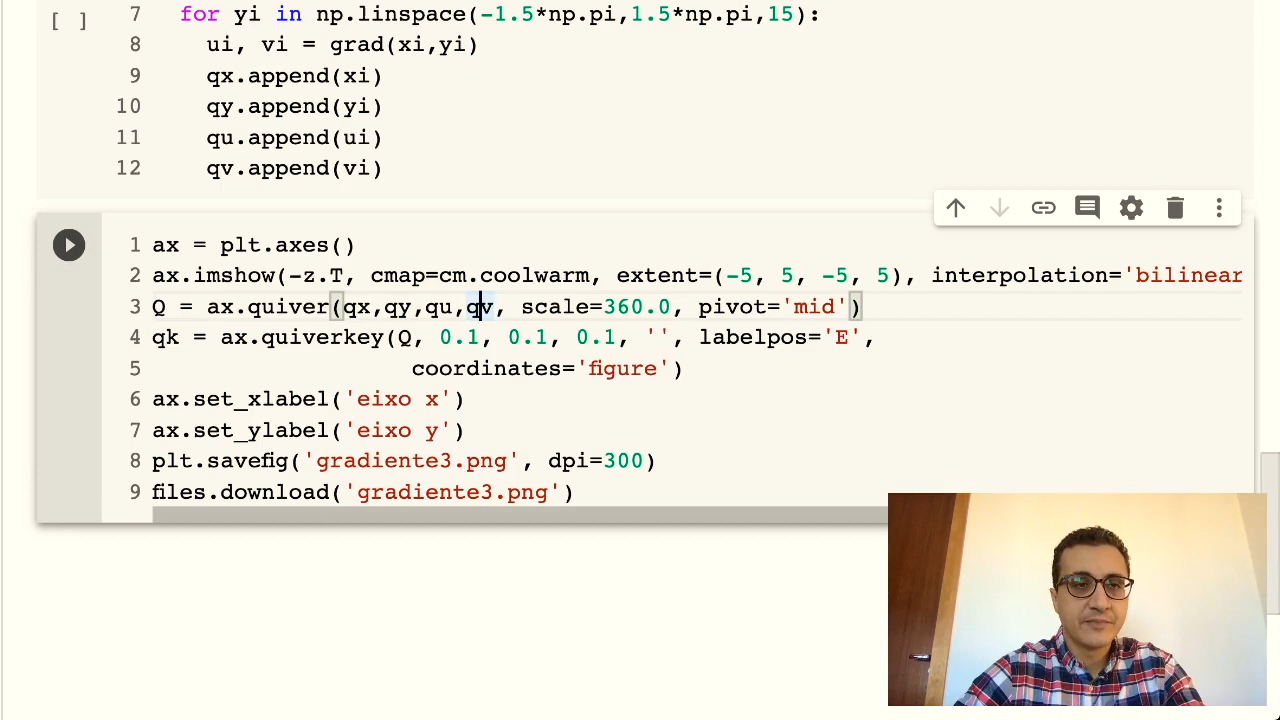 [ ]
7 for yi in np.linspace(-1.5*np.pi,1.5*np.pi,15):
8 ui, vi = grad(xi,yi)
9 qx.append(xi)
10 qy.append(yi)
11 qu.append(ui)
12 qv.append(vi)
1 ax = plt.axes()
2 ax.imshow(-z.T, cmap=cm.coolwarm, extent=(-5, 5, -5, 5), interpolation='bilinear
3 Q = ax.quiver(qx,qy,qu,qv, scale=360.0, pivot='mid')
4 qk = ax.quiverkey(Q, 0.1, 0.1, 0.1, '', labelpos='E',
5 coordinates='figure')
6 ax.set_xlabel('eixo x')
7 ax.set_ylabel('eixo y')
8 plt.savefig('gradiente3.png', dpi=300)
9 files.download('gradiente3.png')